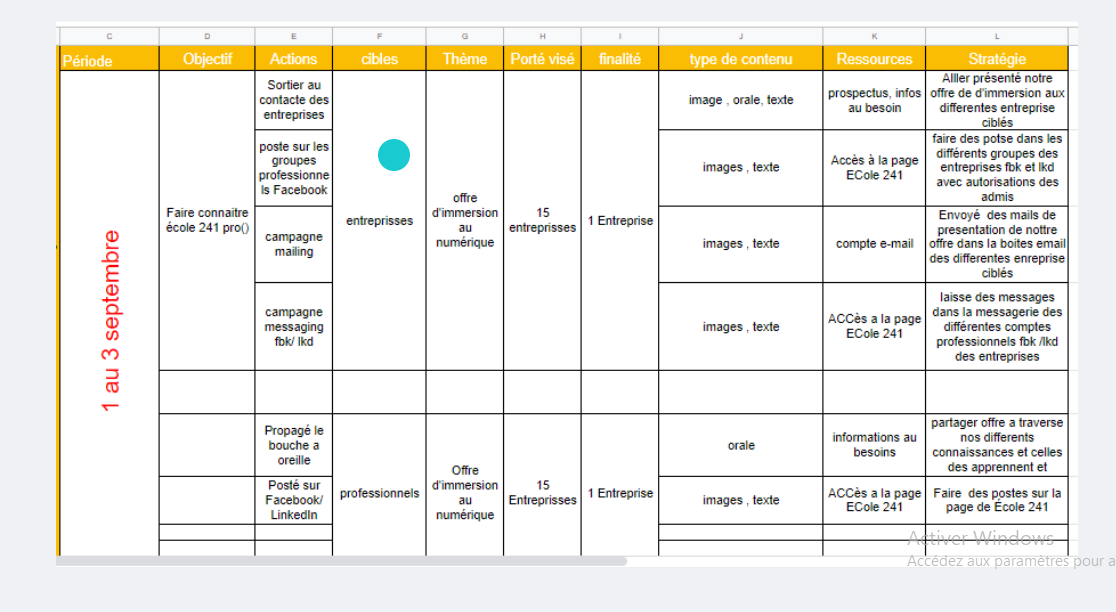 C D E F G H I J K L
Période Objectif Actions cibles Thème Porté visé finalité type de contenu Ressources Stratégie
1 au 3 septembre
Faire connaitre
école 241 pro()
Sortier au
contacte des
entreprises
entreprisses
offre
d'immersion
au
numérique
15
entreprisses
1 Entreprise
image , orale, texte
prospectus, infos
au besoin
Alller présenté notre
offre de d'immersion aux
differentes entreprise
ciblés
poste sur les
groupes
professionne
ls Facebook
images , texte
Accès à la page
ECole 241
faire des potse dans les
différents groupes des
entreprises fbk et lkd
avec autorisations des
admis
campagne
mailing
images , texte
compte e-mail
Envoyé  des mails de
presentation de nottre
offre dans la boites email
des differentes enreprise
ciblés
campagne
messaging
fbk/ lkd
images , texte
ACCès a la page
ECole 241
laisse des messages
dans la messagerie des
différentes comptes
professionnels fbk /lkd
des entreprises
Propagé le
bouche a
oreille
professionnels
Offre
d'immersion
au
numérique
15
Entreprisses
1 Entreprise
orale
informations au
besoins
partager offre a traverse
nos differents
connaissances et celles
des apprennent et
Posté sur
Facebook/
LinkedIn
images , texte
ACCès a la page
ECole 241
Faire  des postes sur la
page de École 241
Activer Windows
Accédez aux paramètres pour a